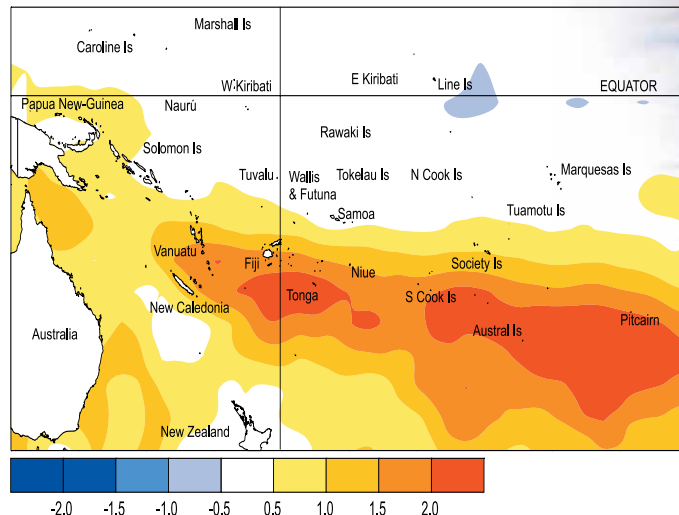 Marshall Is
Caroline Is
W Kiribati
E Kiribati
Line Is
EQUATOR
Papua New-Guinea
Naurú
Rawaki Is
Solomon Is
Tuvalu
Wallis
& Futuna
Tokelau Is
N Cook Is
Marquesas Is
Samoa
Tuamotu Is
Vanuatu
Fiji
Niue
Society Is
New Caledonia
Tonga
S Cook Is
Pitcairn
Australia
Austral Is
New Zealand
-2.0 -1.5 -1.0 -0.5 0.5 1.0 1.5 2.0